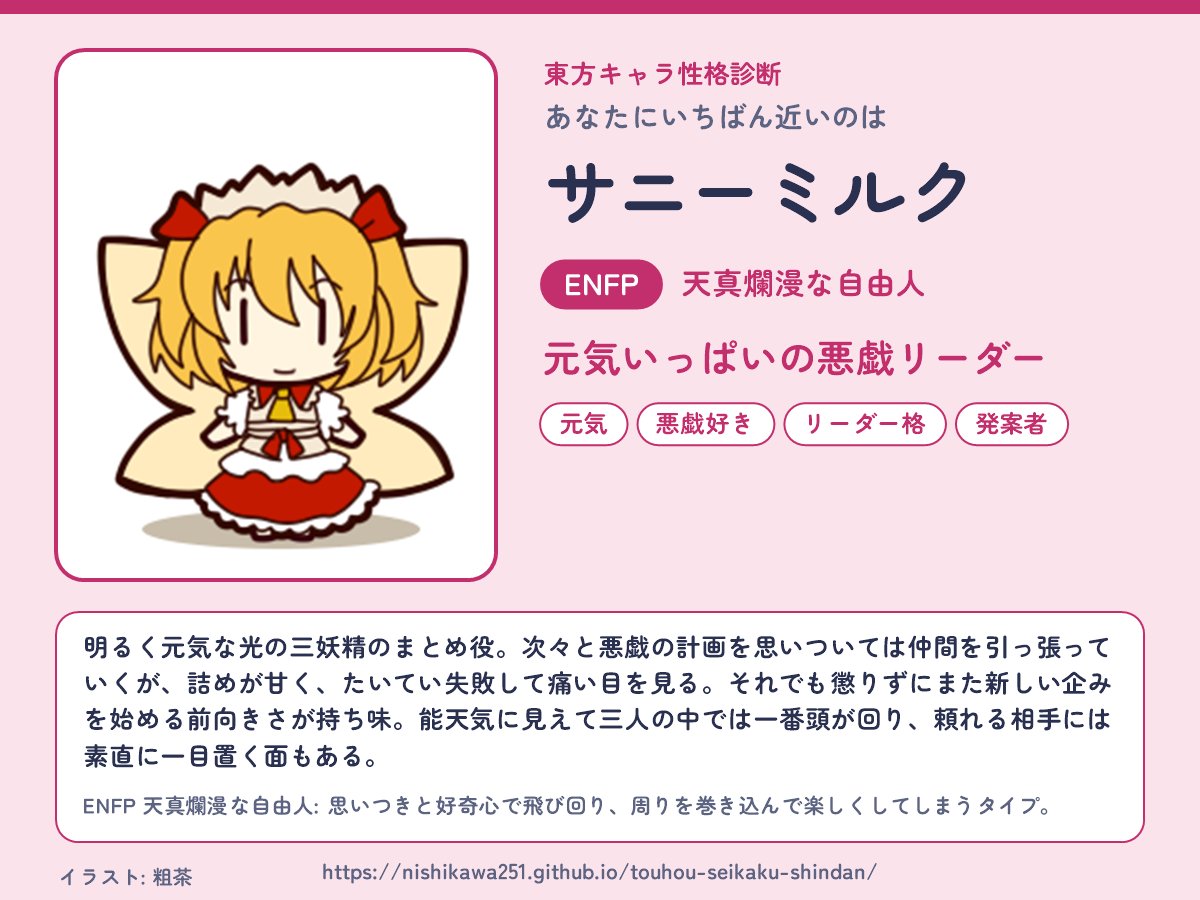 東方キャラ性格診断
あなたにいちばん近いのは
サニーミルク
ENFP 天真爛漫な自由人
元気いっぱいの悪戯リーダー
元気 悪戯好き リーダー格 発案者
明るく元気な光の三妖精のまとめ役。次々と悪戯の計画を思いついては仲間を引っ張って
いくが、詰めが甘く、たいてい失敗して痛い目を見る。それでも懲りずにまた新しい企み
を始める前向きさが持ち味。能天気に見えて三人の中では一番頭が回り、頼れる相手には
素直に一目置く面もある。
ENFP 天真爛漫な自由人: 思いつきと好奇心で飛び回り、周りを巻き込んで楽しくしてしまうタイプ。
イラスト: 粗茶
https://nishikawa251.github.io/touhou-seikaku-shindan/